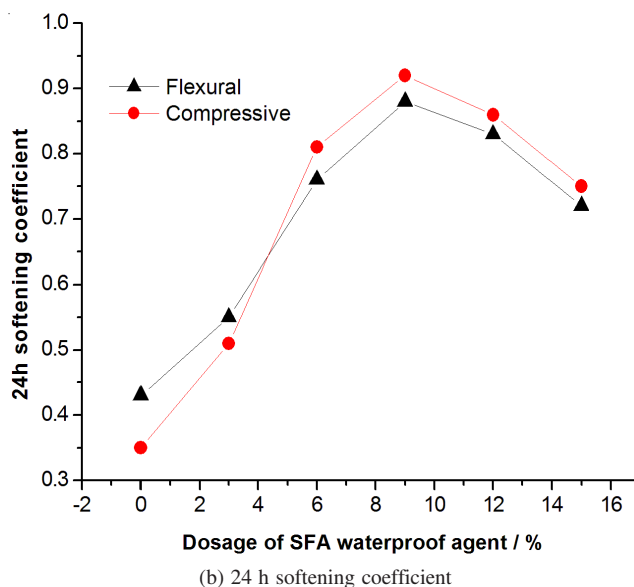 1.0
0.9
0.8
0.7
0.6
0.5
0.4
0.3
24h softening coefficient
Flexural
Compressive
-2 0 2 4 6 8 10 12 14 16
Dosage of SFA waterproof agent / %
(b) 24 h softening coefficient